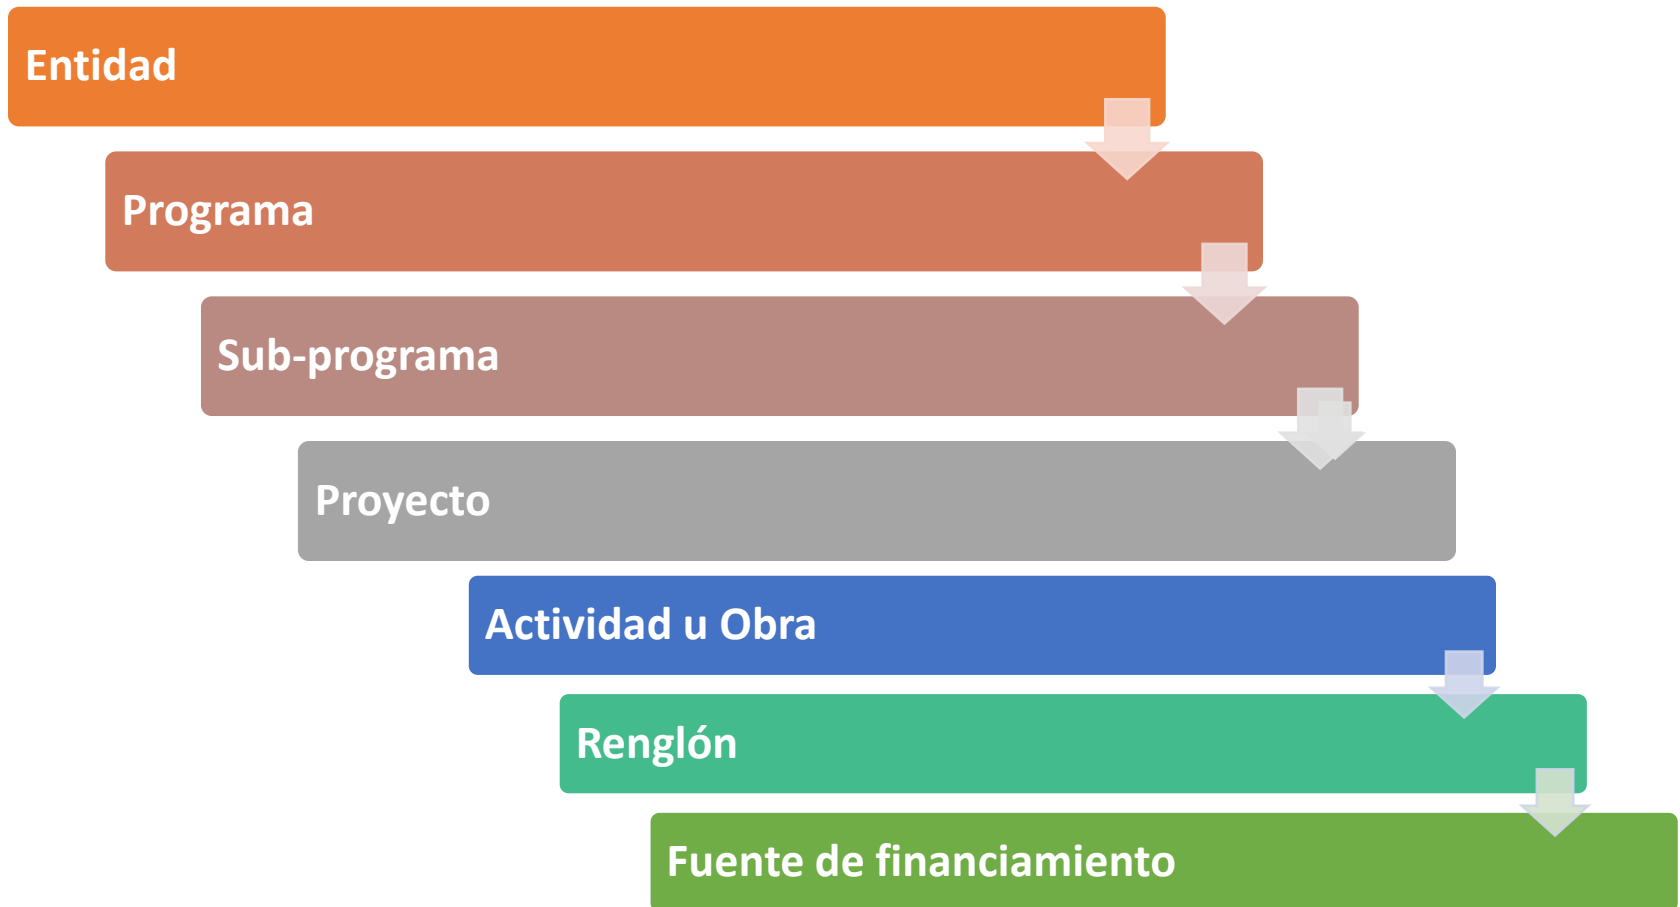 Entidad
Programa
Sub-programa
Proyecto
Actividad u Obra
Renglón
Fuente de financiamiento